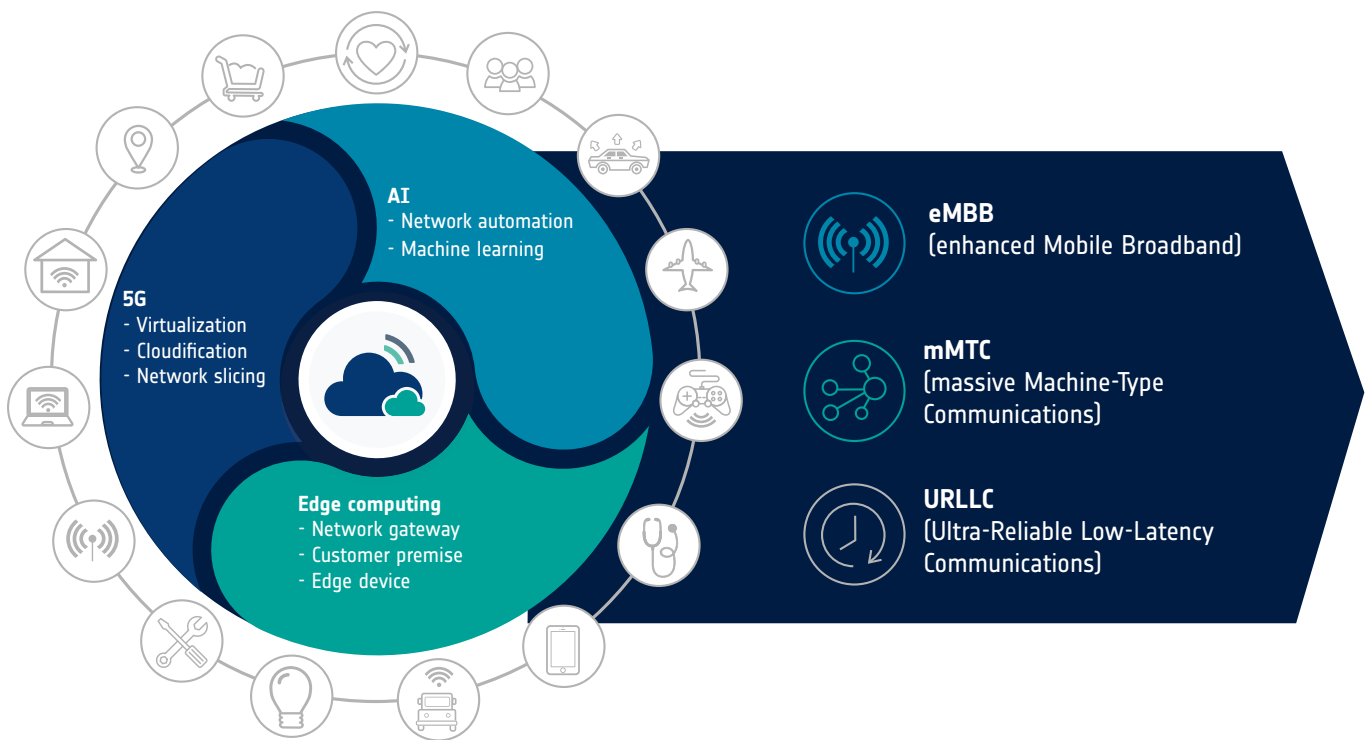 AI
- Network automation
- Machine learning
5G
- Virtualization
- Cloudification
- Network slicing
Edge computing
- Network gateway
- Customer premise
- Edge device
eMBB
(enhanced Mobile Broadband)
mMTC
(massive Machine-Type
Communications)
URLLC
(Ultra-Reliable Low-Latency
Communications)